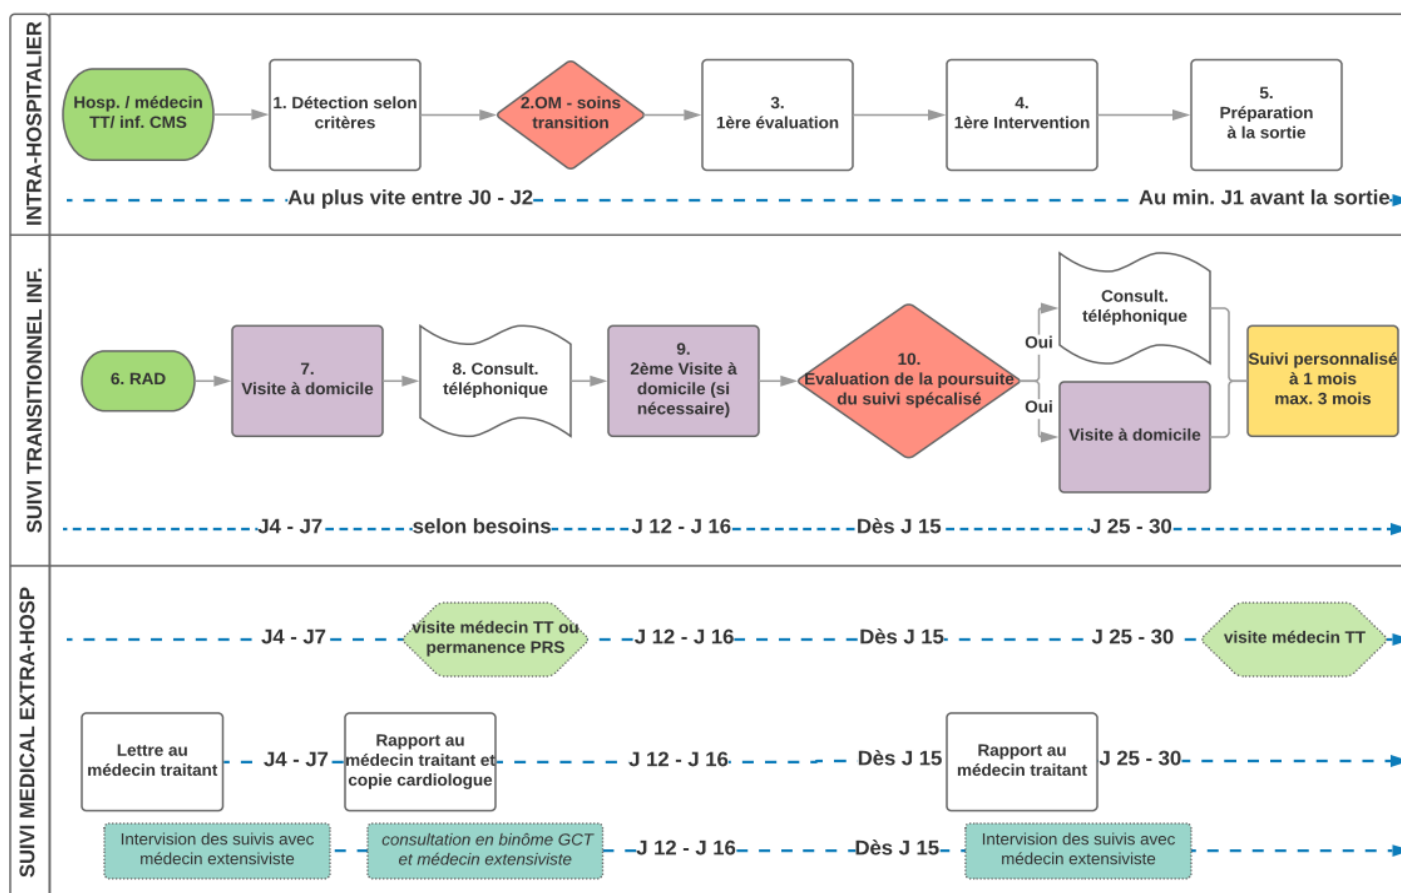 INTRA-HOSPITALIER
Hosp. / médecin
TT/ inf. CMS
1. Détection selon
critères
2.OM - soins
transition
3.
1ère évaluation
4.
1ère Intervention
5.
Préparation
à la sortie
Au plus vite entre J0 - J2
Au min. J1 avant la sortie
SUIVI TRANSITIONNEL INF.
6. RAD
7.
Visite à domicile
8. Consult.
téléphonique
9.
2ème Visite à
domicile (si
nécessaire)
10.
Evaluation de la poursuite
du suivi spécalisé
Oui
Oui
Consult.
téléphonique
Visite à domicile
Suivi personnalisé
à 1 mois
max. 3 mois
J4 - J7
selon besoins
J 12 - J 16
Dès J 15
J 25 - 30
SUIVI MEDICAL EXTRA-HOSP
J4 - J7
visite médecin TT ou
permanence PRS
J 12 - J 16
Dès J 15
J 25 - 30
visite médecin TT
Lettre au
médecin traitant
J4 - J7
Rapport au
médecin traitant et
copie cardiologue
J 12 - J 16
Dès J 15
Rapport au
médecin traitant
J 25 - 30
Intervision des suivis avec
médecin extensiviste
consultation en binôme GCT
et médecin extensiviste
J 12 - J 16
Dès J 15
Intervision des suivis avec
médecin extensiviste